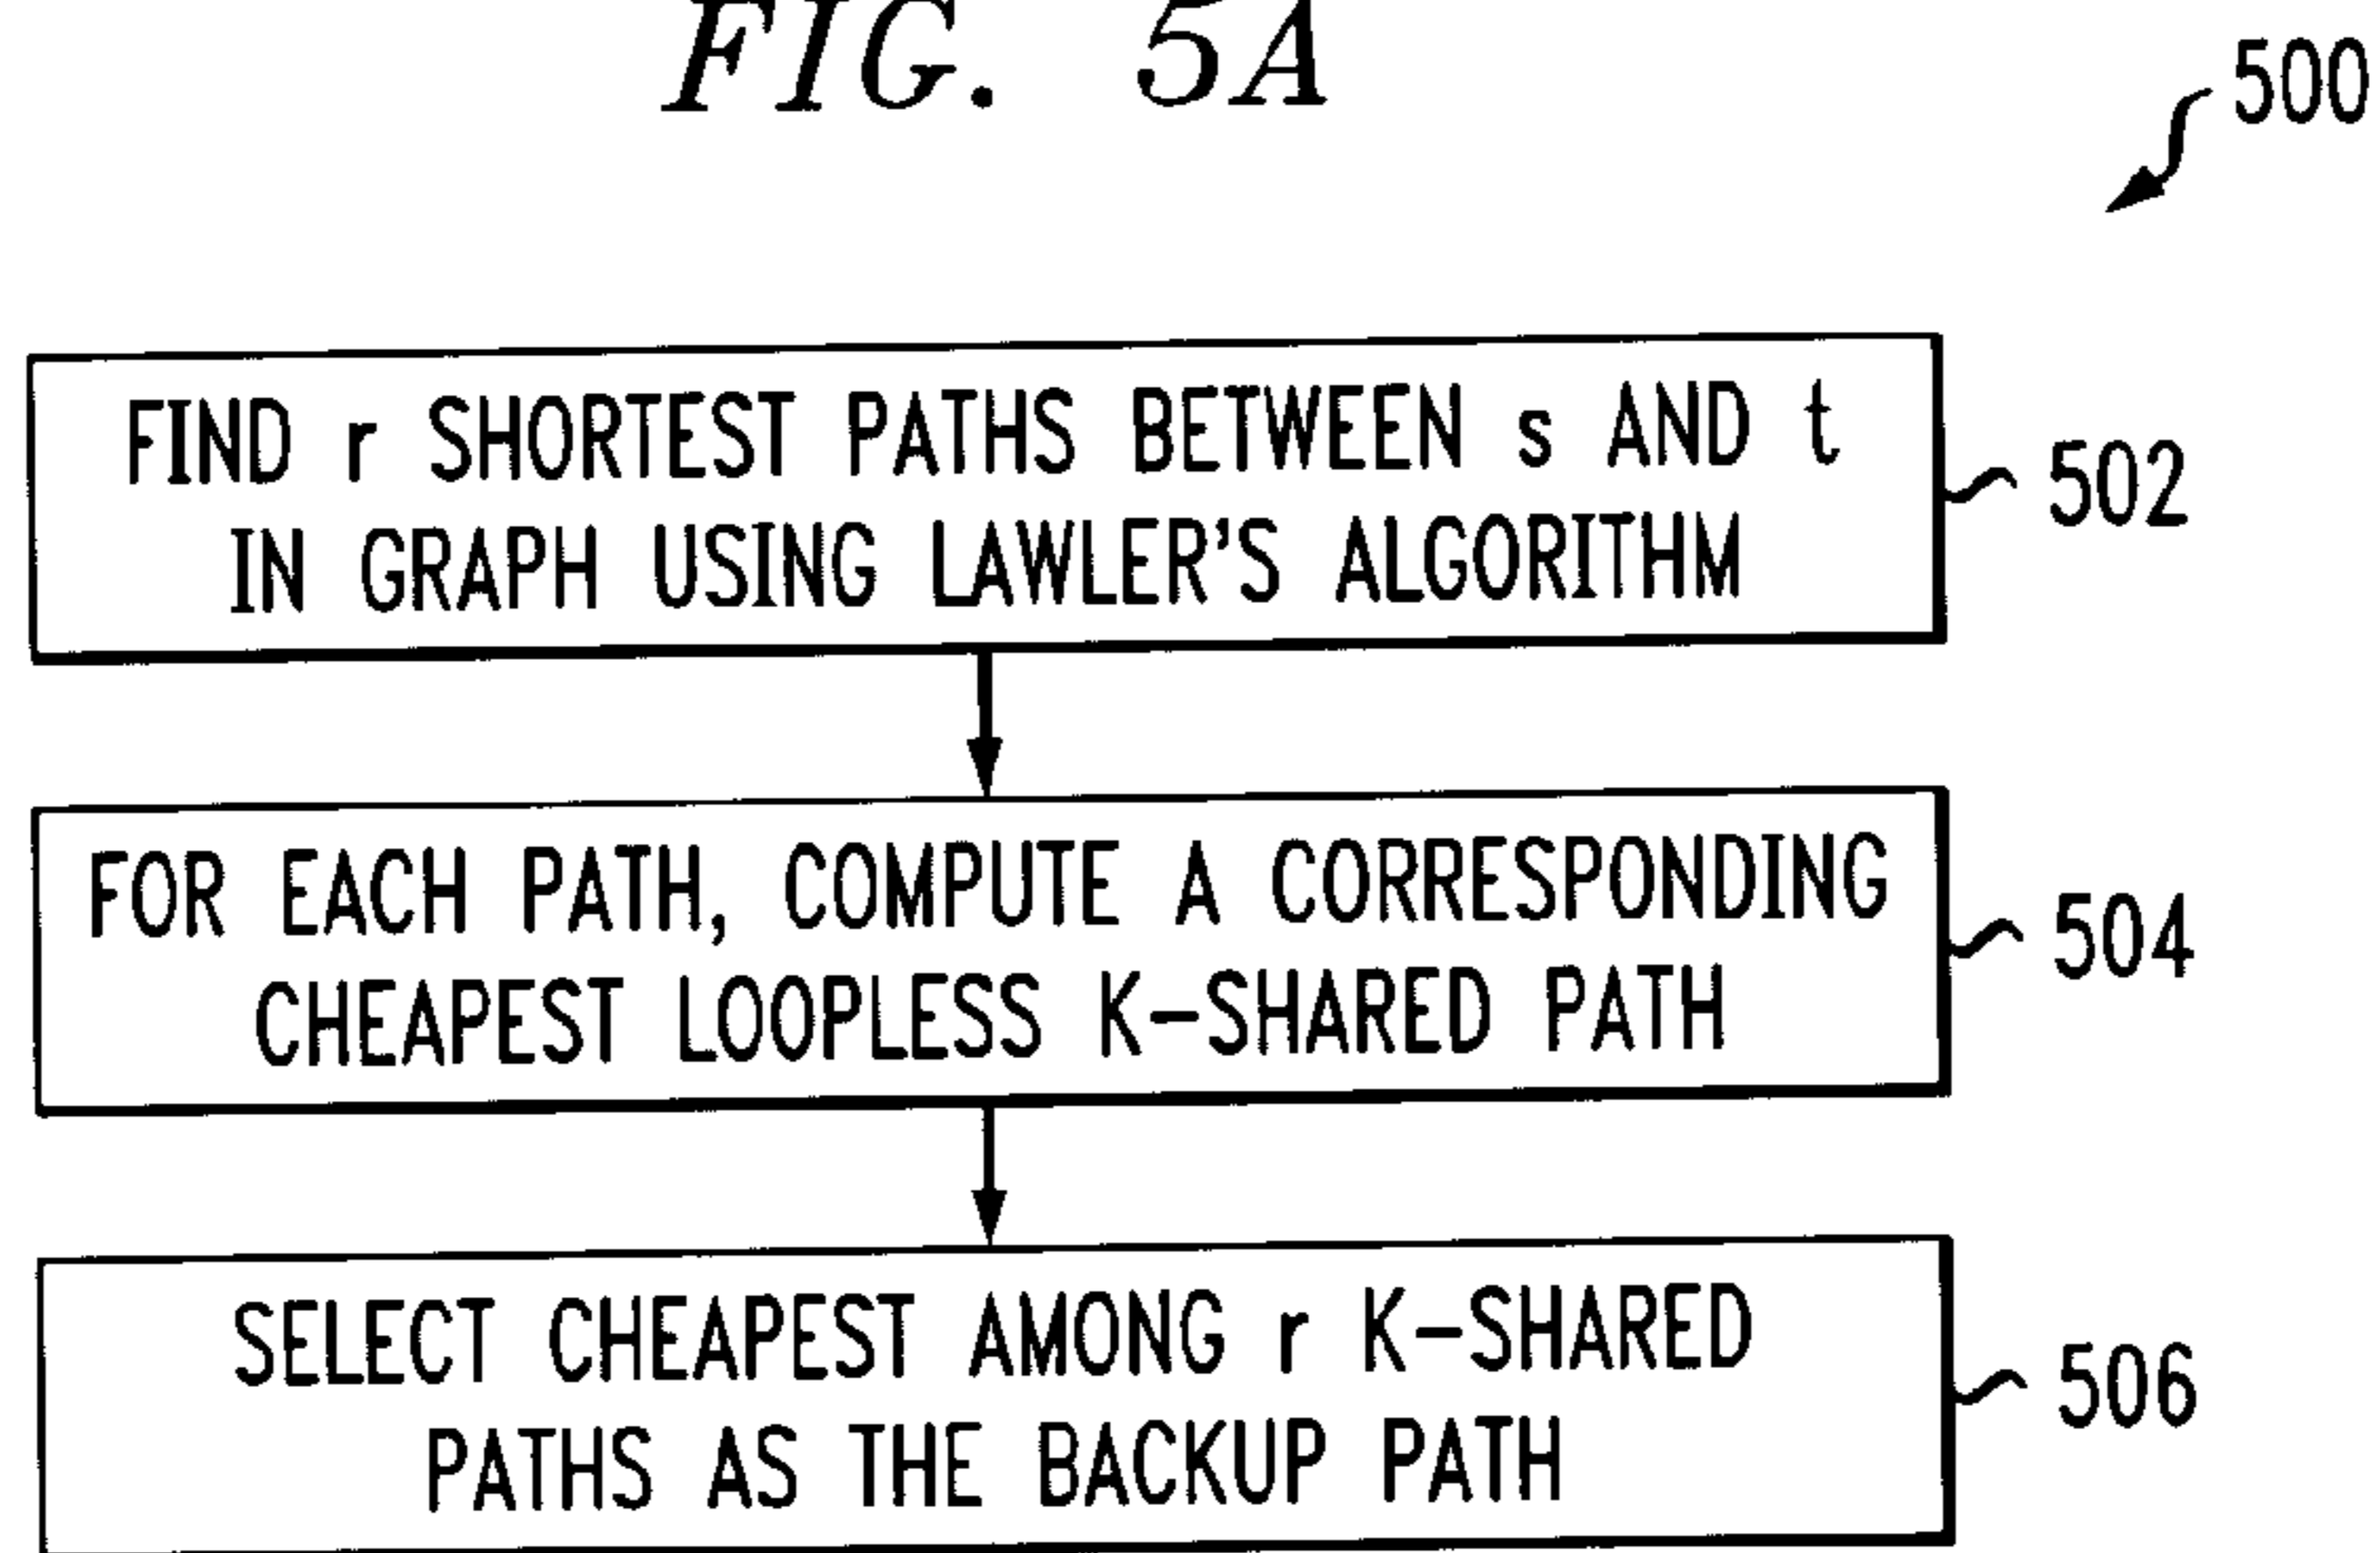 FIG. 5A
500
FIND r SHORTEST PATHS BETWEEN s AND t
IN GRAPH USING LAWLER'S ALGORITHM
502
FOR EACH PATH, COMPUTE A CORRESPONDING
CHEAPEST LOOPLESS K-SHARED PATH
504
SELECT CHEAPEST AMONG r K-SHARED
PATHS AS THE BACKUP PATH
506